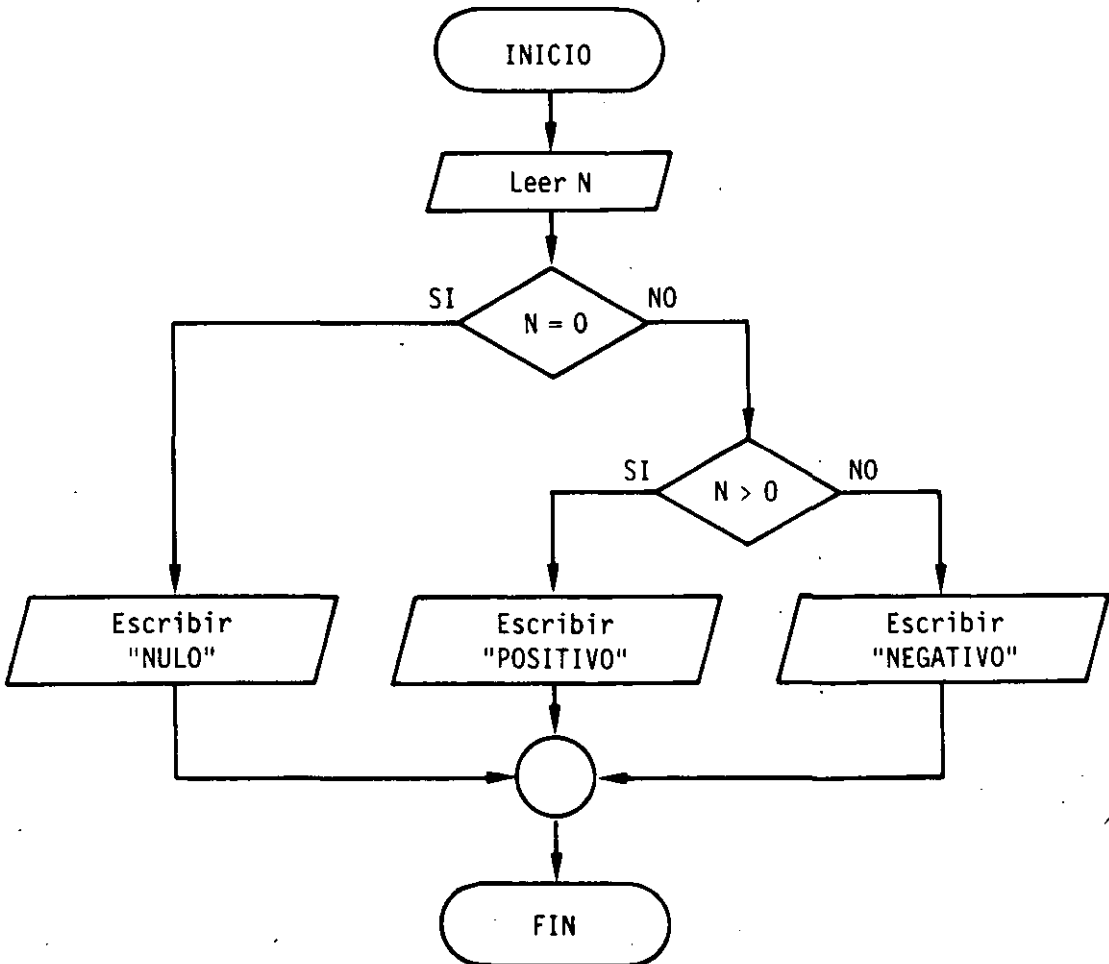 INICIO
Leer N
SI
NO
N = 0
SI
NO
N > 0
Escribir
"NULO"
Escribir
"POSITIVO"
Escribir
"NEGATIVO"
FIN